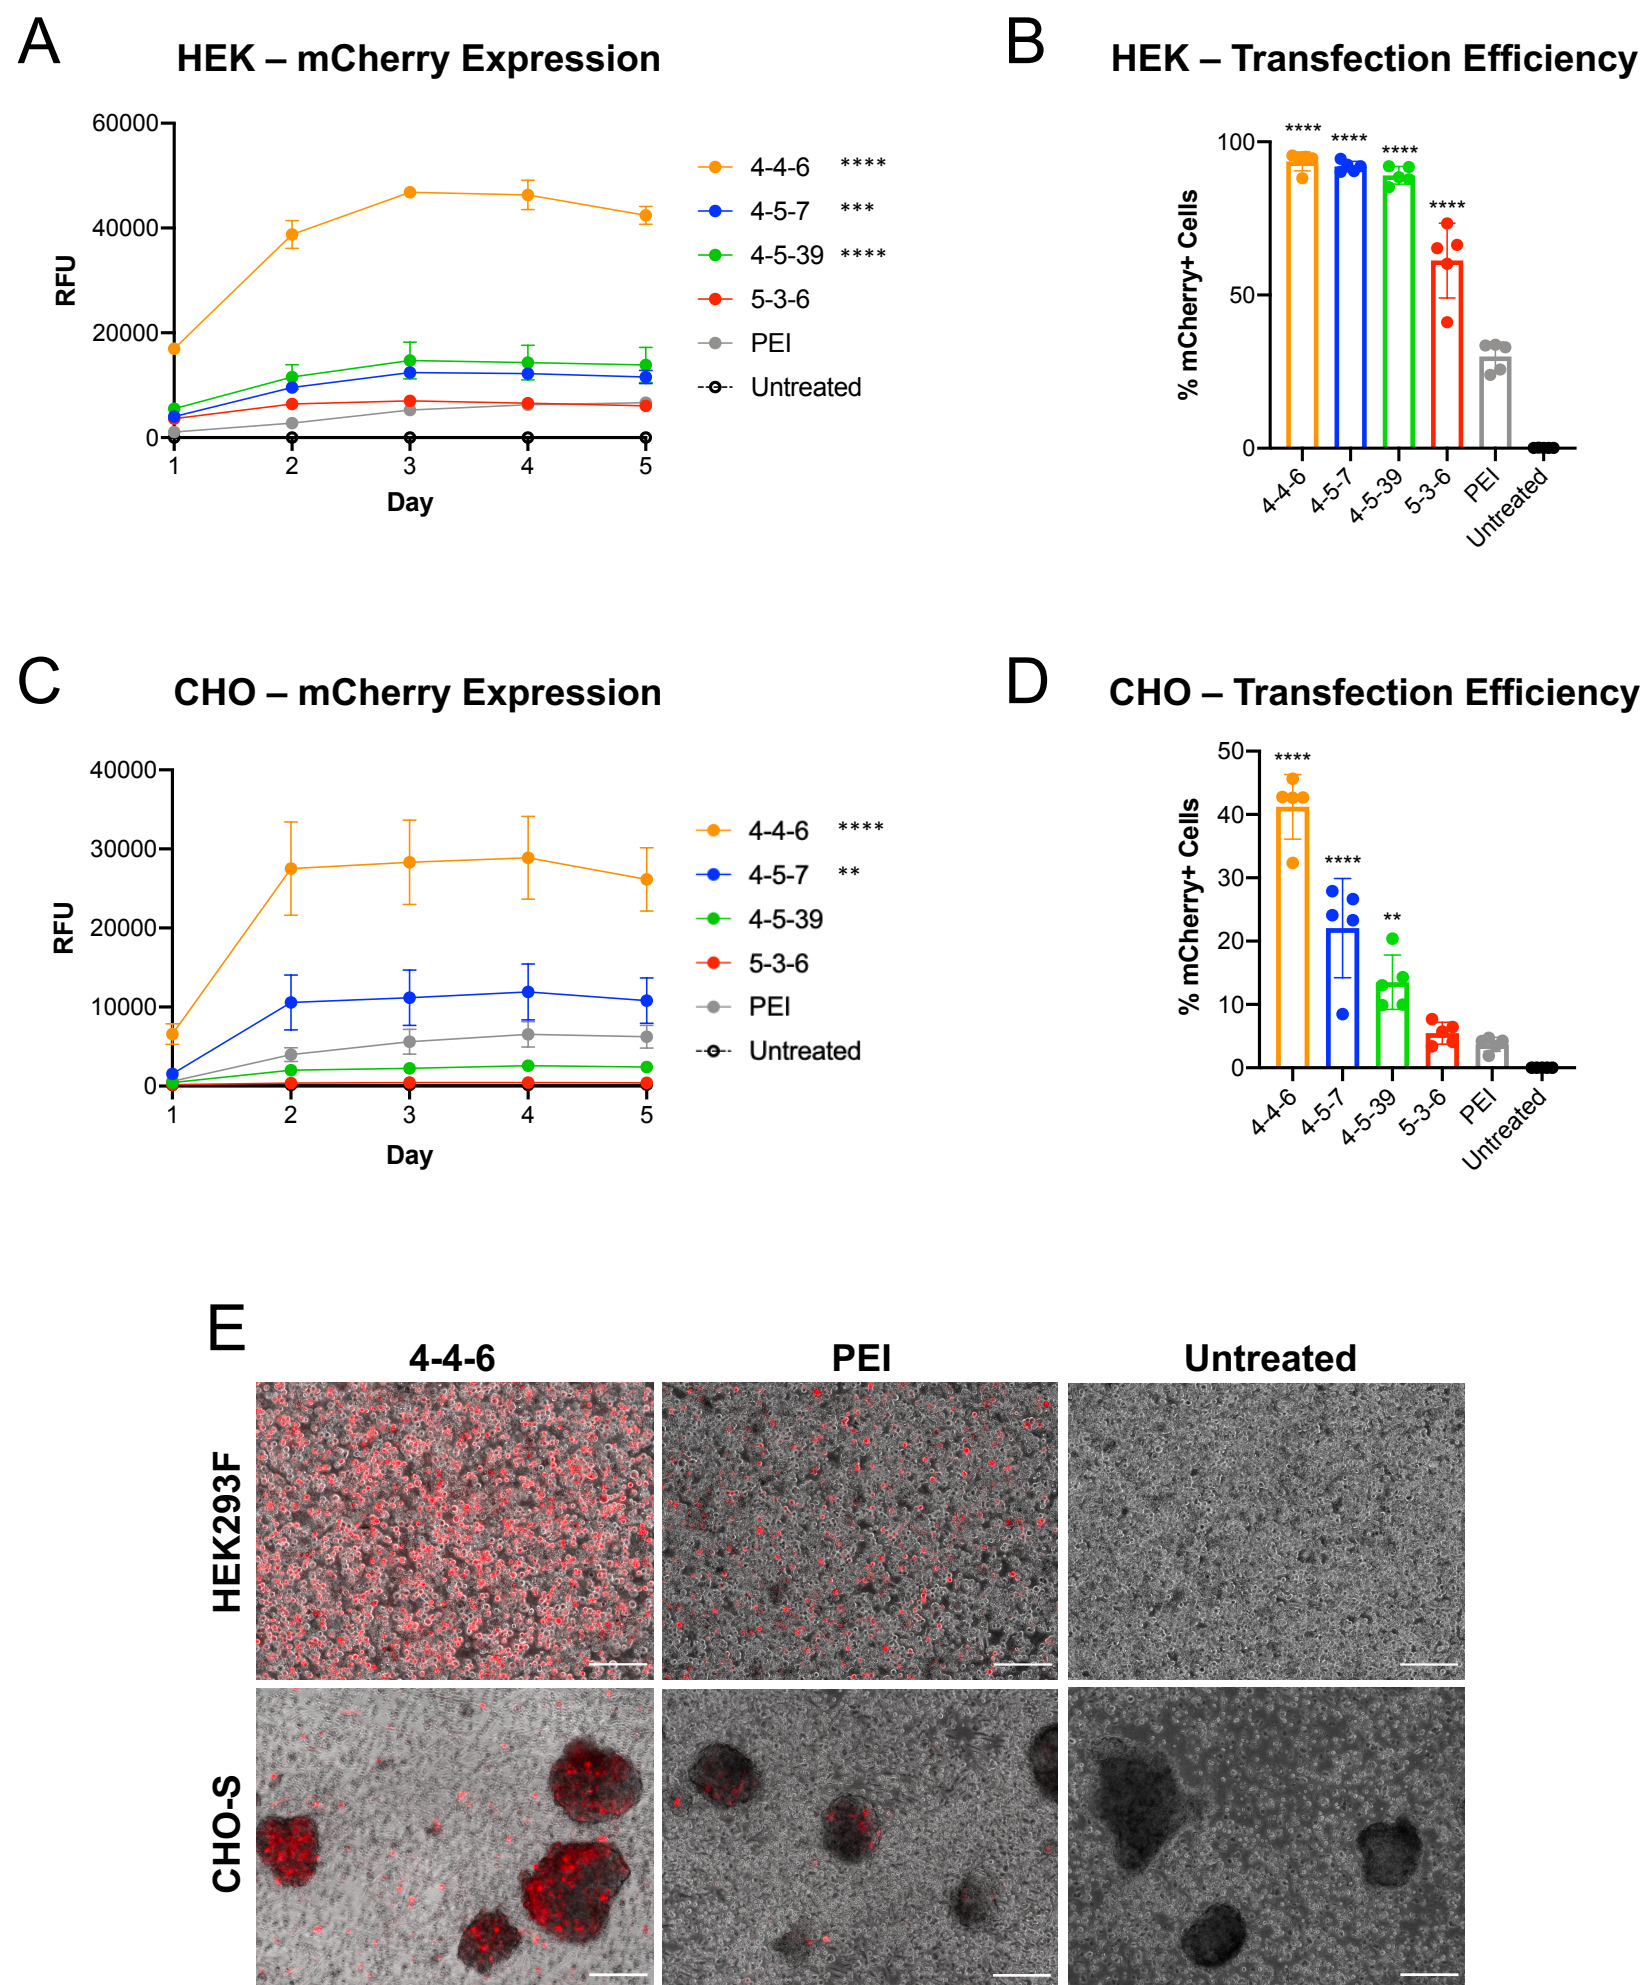 A
HEK – mCherry Expression
60000
40000
20000
0
RFU
1 2 3 4 5
Day
4-4-6 ****
4-5-7 ***
4-5-39 ****
5-3-6
PEI
Untreated
B
HEK – Transfection Efficiency
100
50
0
% mCherry+ Cells
**** **** **** ****
4-4-6 4-5-7 4-5-39 5-3-6 PEI Untreated
C
CHO – mCherry Expression
40000
30000
20000
10000
0
RFU
1 2 3 4 5
Day
4-4-6 ****
4-5-7 **
4-5-39
5-3-6
PEI
Untreated
D
CHO – Transfection Efficiency
50
40
30
20
10
0
% mCherry+ Cells
**** **** **
4-4-6 4-5-7 4-5-39 5-3-6 PEI Untreated
E
4-4-6 PEI Untreated
HEK293F
CHO-S